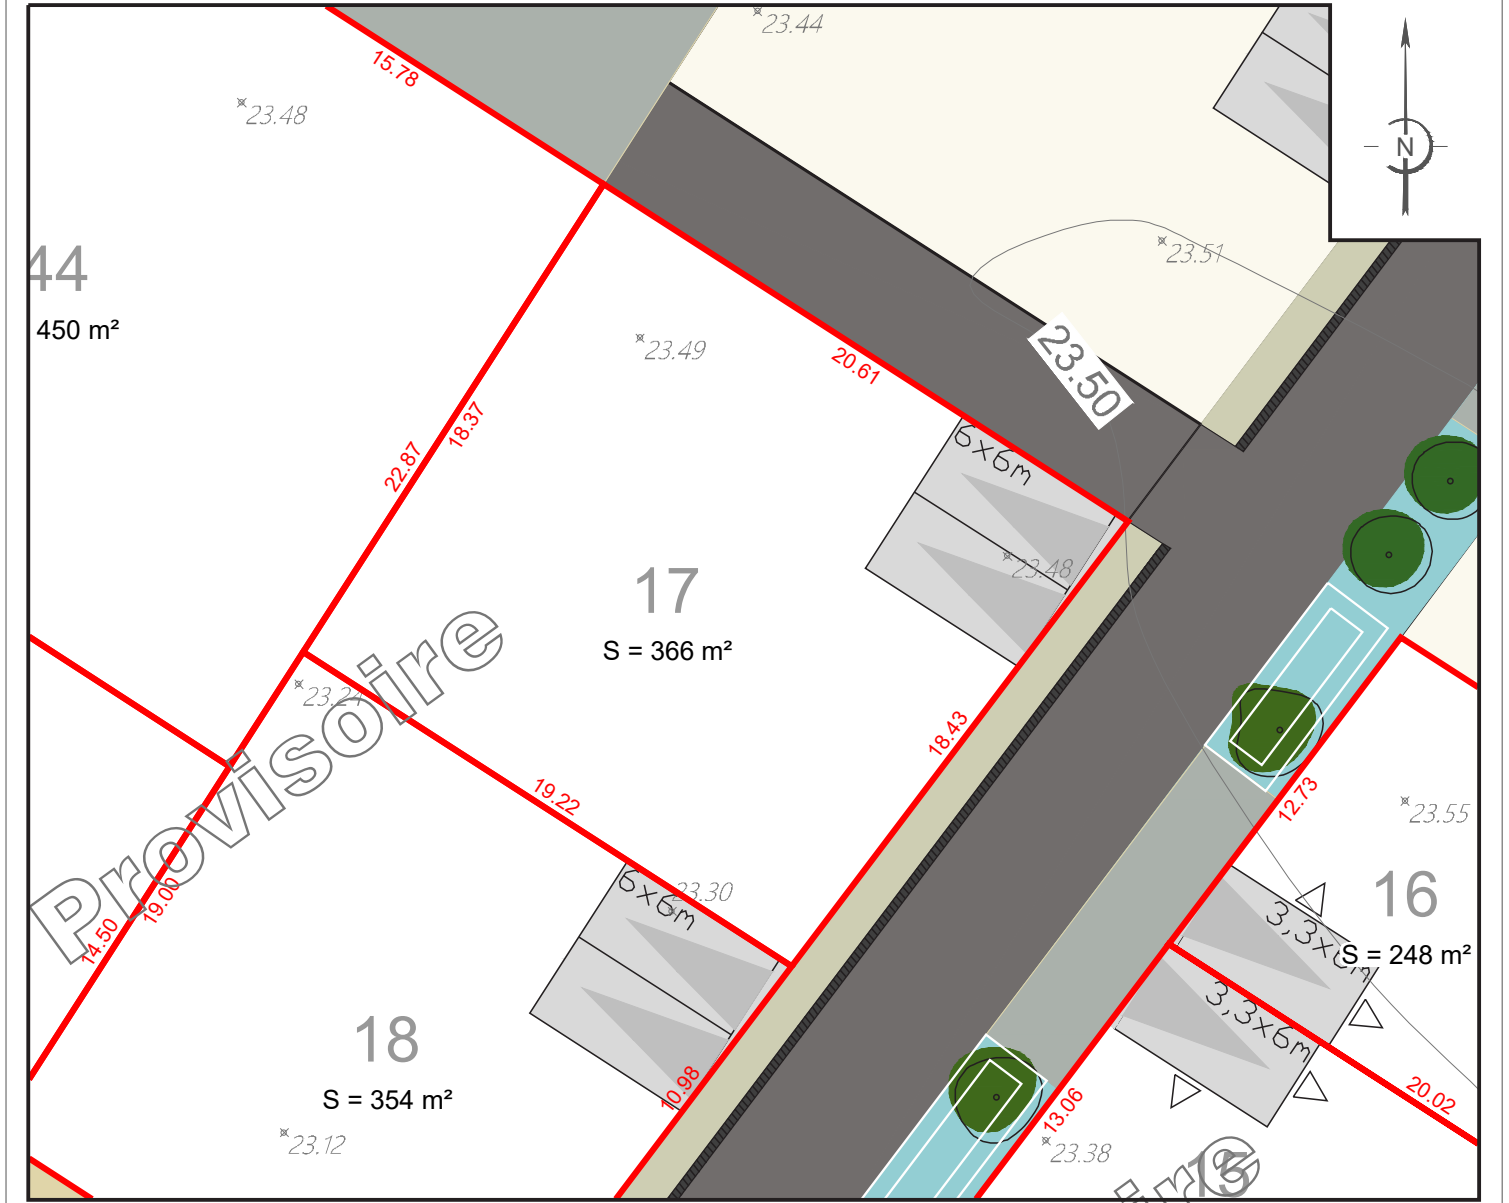 23.44
15.78
23.48
N
44
450 m²
23.51
23.49
20.61
23.50
6x6m
18.37
22.87
23.48
17
S = 366 m²
Provisoire
23.24
18.43
19.22
12.73
23.55
6x6m
23.30
16
S = 248 m²
3,3x6m
3,3x6m
19.00
14.50
18
S = 354 m²
10.98
13.06
20.02
23.12
23.38
15